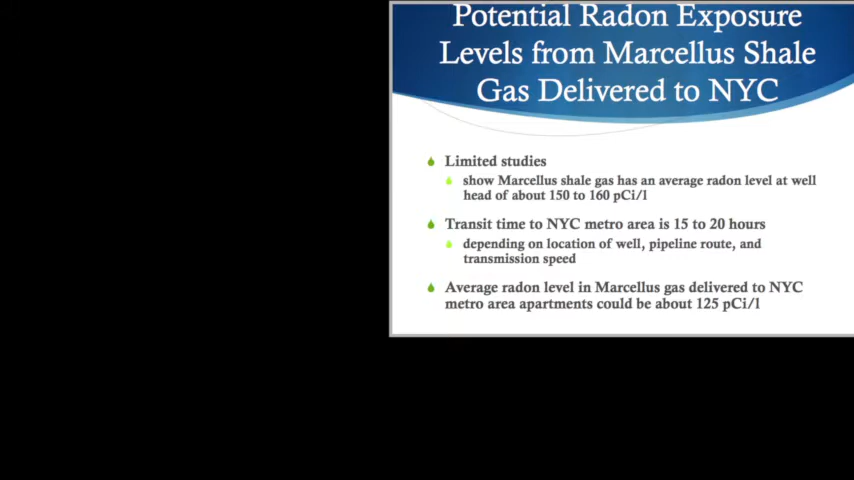 Potential Radon Exposure
Levels from Marcellus Shale
Gas Delivered to NYC
Limited studies
show Marcellus shale gas has an average radon level at well
head of about 150 to 160 pCi/l
Transit time to NYC metro area is 15 to 20 hours
depending on location of well, pipeline route, and
transmission speed
Average radon level in Marcellus gas delivered to NYC
metro area apartments could be about 125 pCi/l